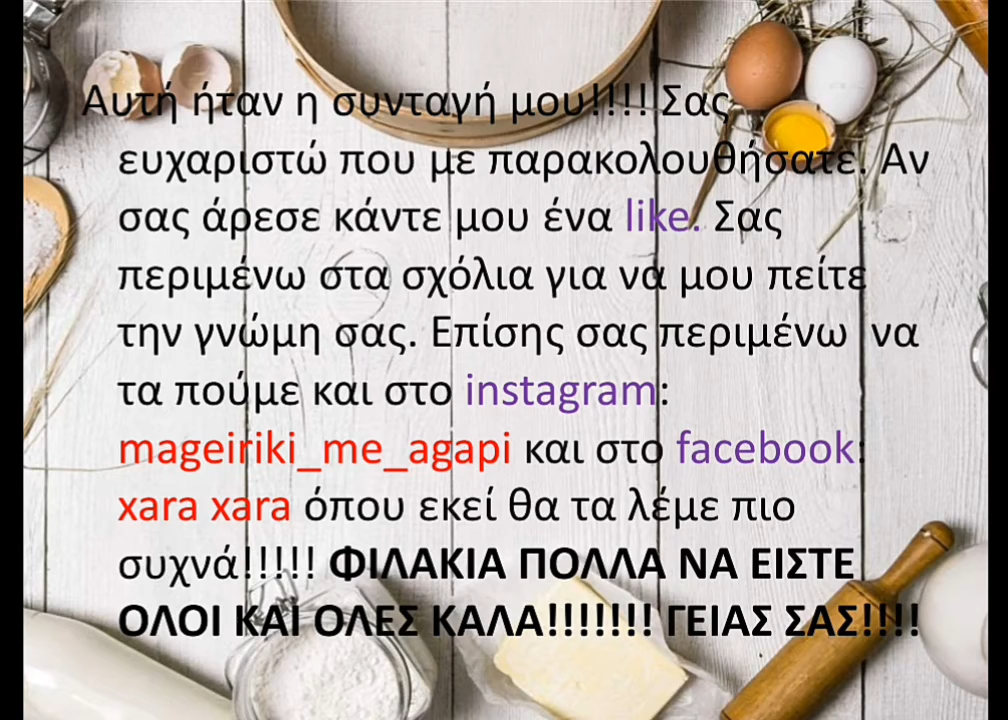 Αυτή ήταν η συνταγή μου!!!! Σας
ευχαριστώ που με παρακολουθήσατε. Αν
σας άρεσε κάντε μου ένα like. Σας
περιμένω στα σχόλια για να μου πείτε
την γνώμη σας. Επίσης σας περιμένω  να
τα πούμε και στο instagram:
mageiriki_me_agapi και στο facebook:
xara xara όπου εκεί θα τα λέμε πιο
συχνά!!!!! ΦΙΛΑΚΙΑ ΠΟΛΛΑ ΝΑ ΕΙΣΤΕ
ΟΛΟΙ ΚΑΙ ΟΛΕΣ ΚΑΛΑ!!!!!!! ΓΕΙΑΣ ΣΑΣ!!!!